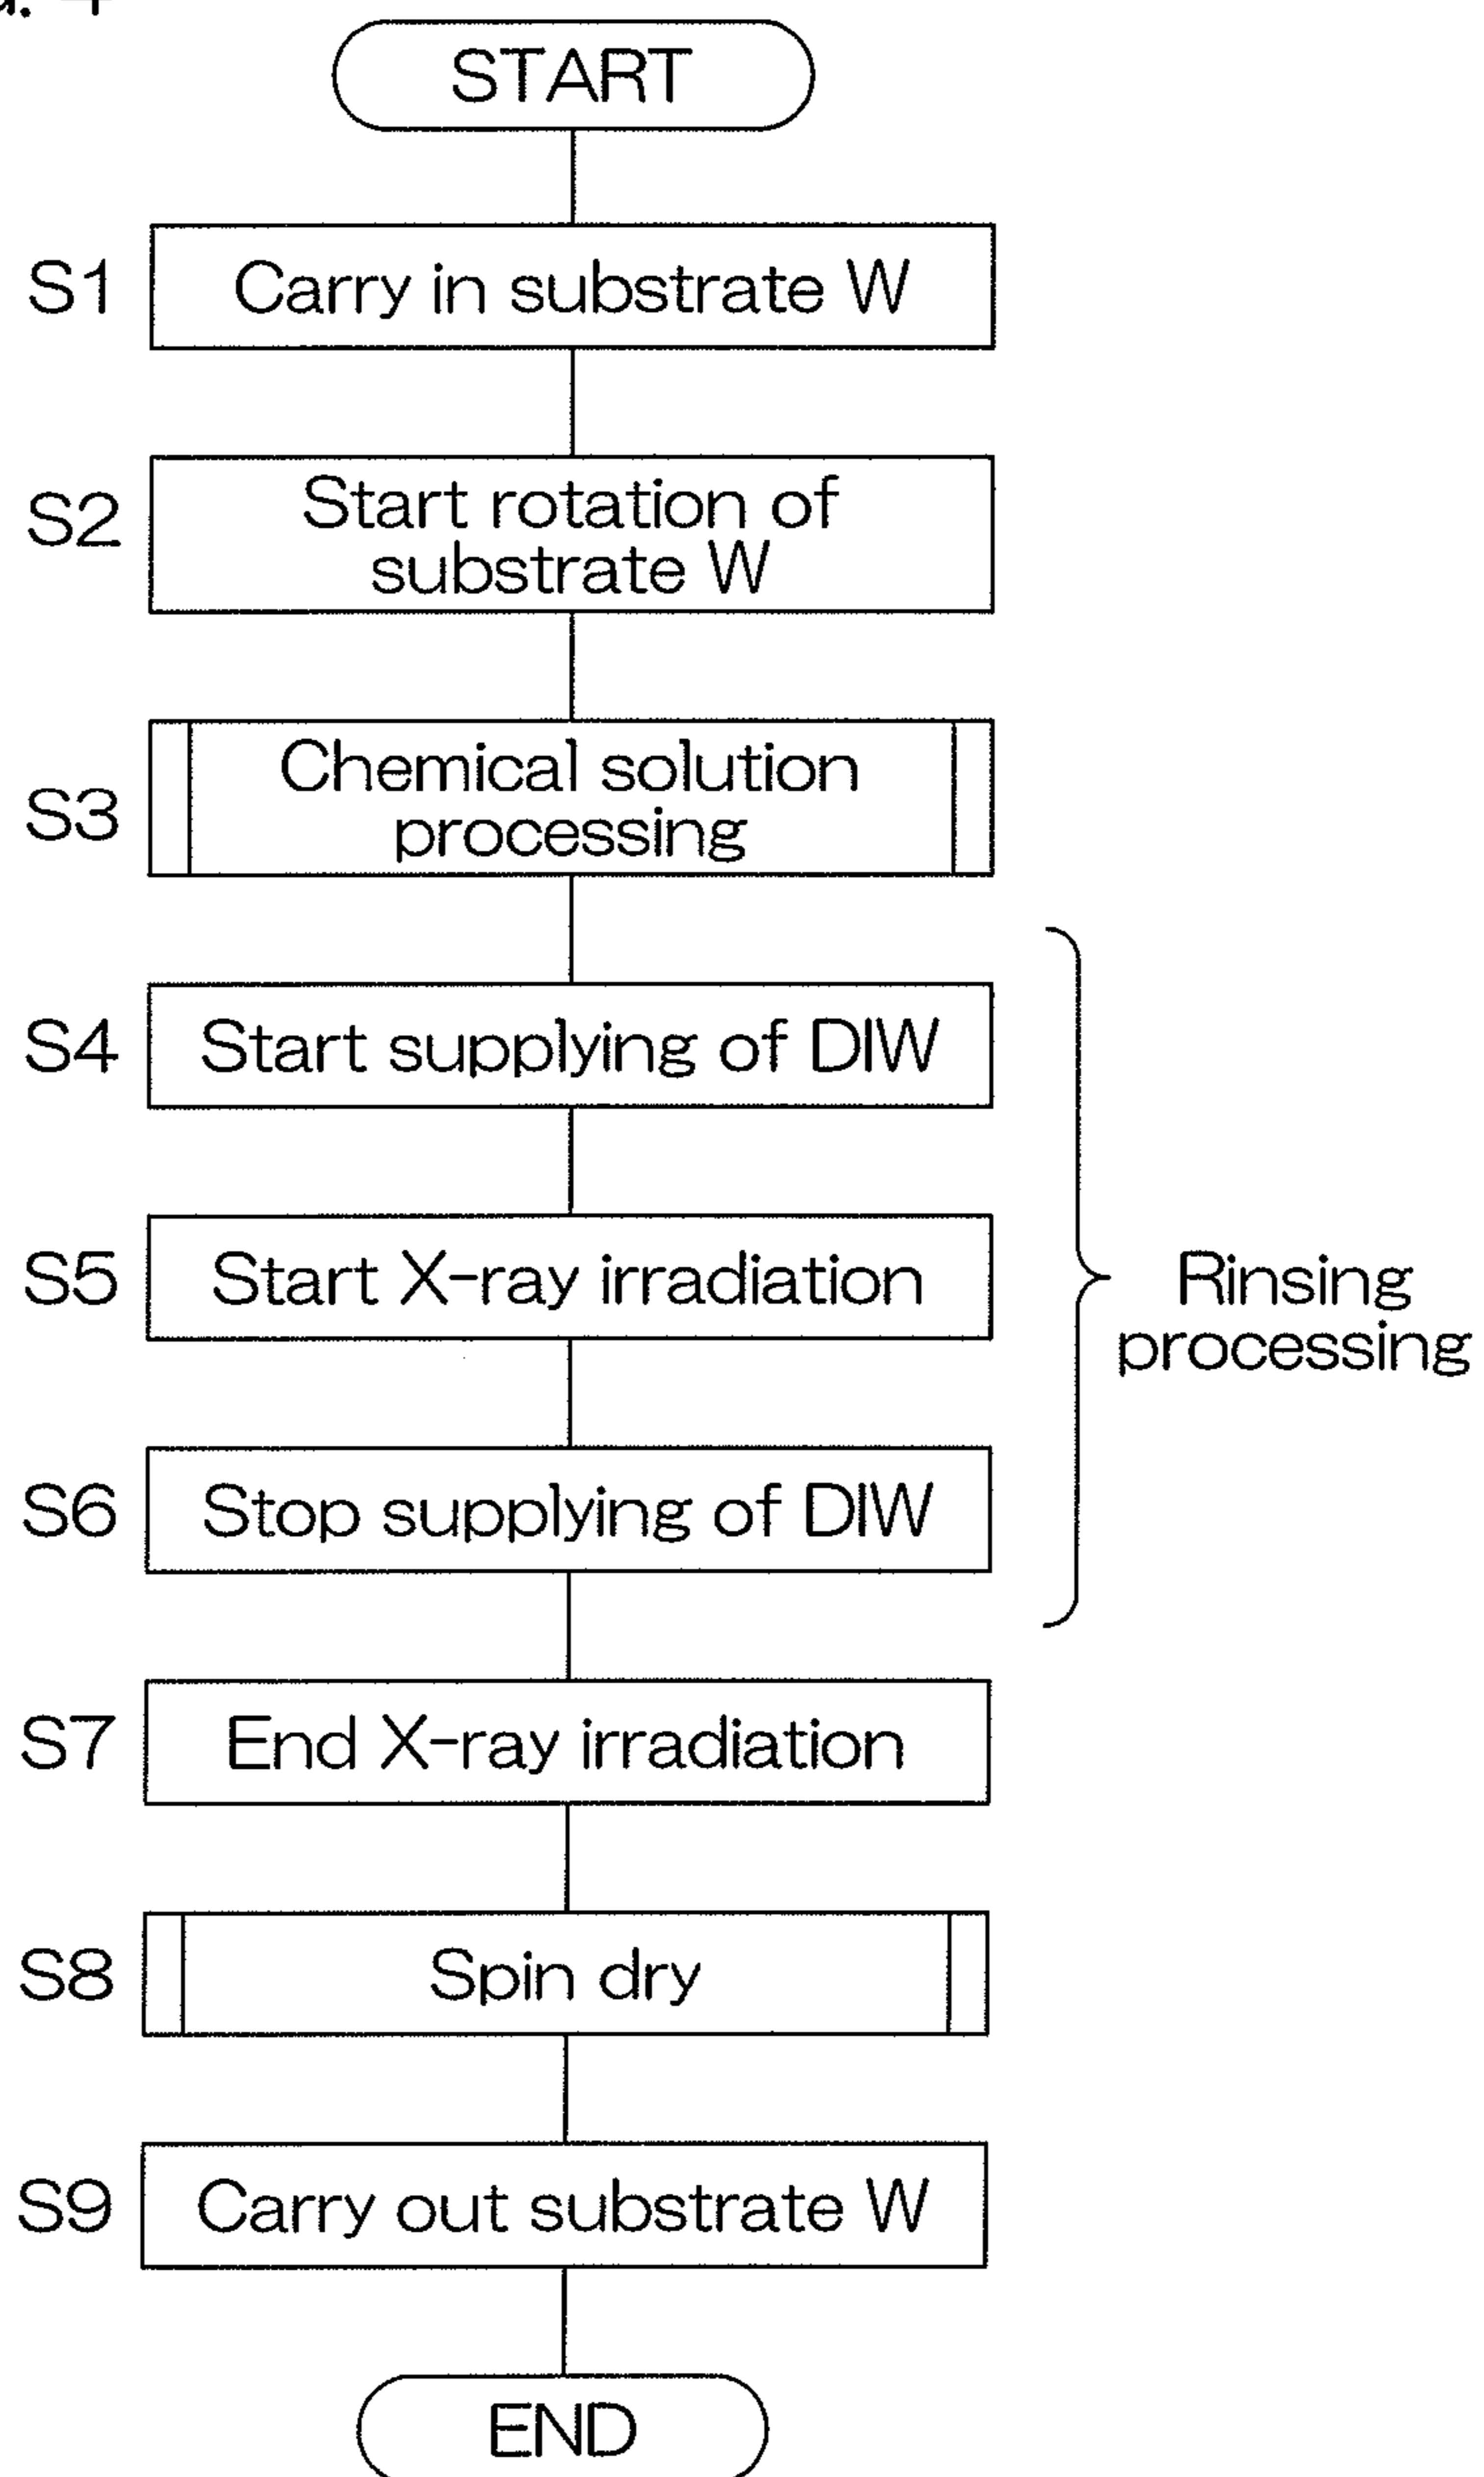 START
S1 Carry in substrate W
S2 Start rotation of
substrate W
S3 Chemical solution
processing
S4 Start supplying of DIW
S5 Start X-ray irradiation
Rinsing
processing
S6 Stop supplying of DIW
S7 End X-ray irradiation
S8 Spin dry
S9 Carry out substrate W
END